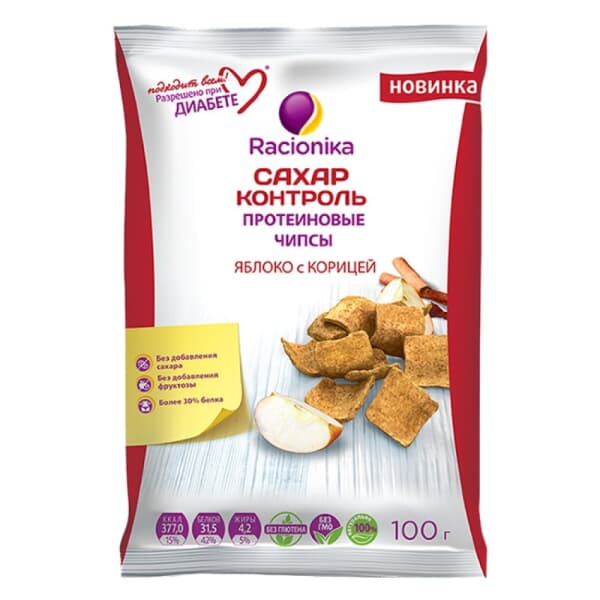 подходит всем!
Разрешено при
ДИАБЕТЕ
НОВИНКА
Racionika
САХАР
КОНТРОЛЬ
ПРОТЕИНОВЫЕ
ЧИПСЫ
ЯБЛОКО с КОРИЦЕЙ
Без добавления
сахара
Без добавления
фруктозы
Более 30% белка
ККАЛ
377,0
15%
БЕЛКОВ
31,5
42%
ЖИРЫ
4,2
5%
БЕЗ ГЛЮТЕНА
БЕЗ
ГМО
100%
100 г